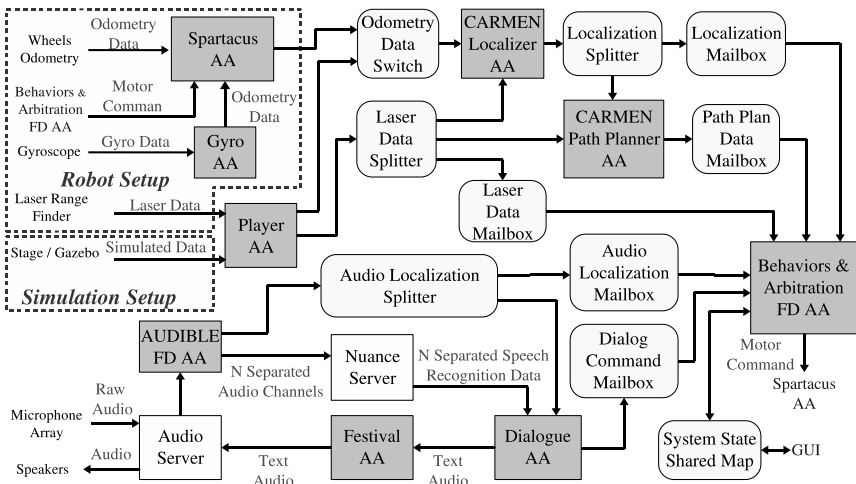 Wheels
Odometry
Odometry
Data
Spartacus
AA
Behaviors &
Arbitration
FD AA
Motor
Comman
Odometry
Data
Gyroscope
Gyro Data
Gyro
AA
Robot Setup
Laser Range
Finder
Laser Data
Player
AA
Stage / Gazebo
Simulated Data
Simulation Setup
Odometry
Data
Switch
CARMEN
Localizer
AA
Localization
Splitter
Localization
Mailbox
Laser
Data
Splitter
CARMEN
Path Planner
AA
Path Plan
Data
Mailbox
Laser
Data
Mailbox
Audio Localization
Splitter
Audio
Localization
Mailbox
Behaviors &
Arbitration
FD AA
AUDIBLE
FD AA
N Separated
Audio Channels
Nuance
Server
N Separated Speech
Recognition Data
Dialog
Command
Mailbox
Motor
Command
Spartacus
AA
Microphone
Array
Raw
Audio
Audio
Server
Speakers
Audio
Text
Audio
Festival
AA
Text
Audio
Dialogue
AA
System State
Shared Map
GUI